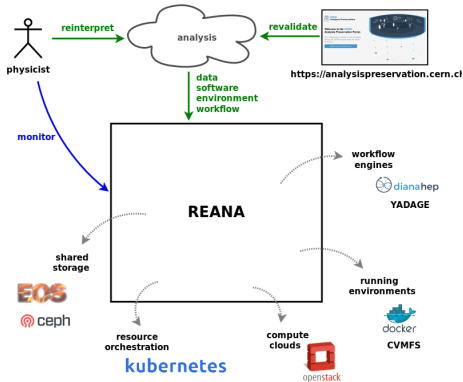 reinterpret
analysis
revalidate
physicist
https://analysispreservation.cern.ch
data
software
environment
workflow
monitor
workflow
engines
dianahep
YADAGE
REANA
shared
storage
EOS
ceph
running
environments
docker
CVMFS
resource
orchestration
kubernetes
compute
clouds
openstack